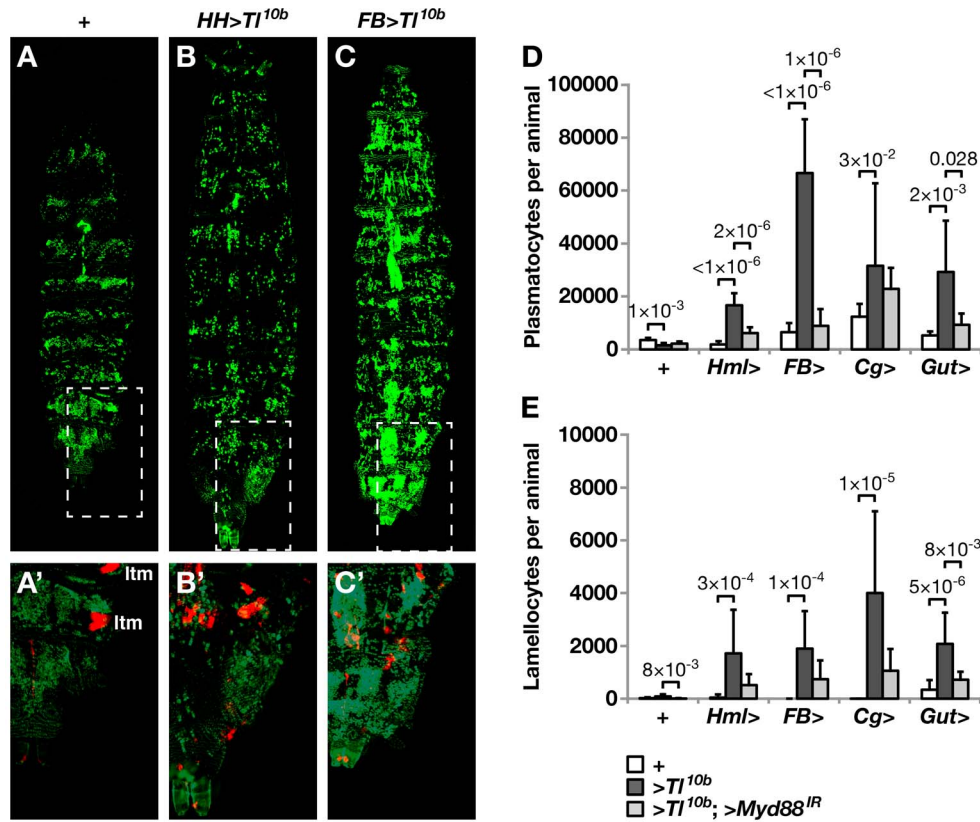 +
HH>Tl10b
FB>Tl10b
A
B
C
A'
ltm
ltm
B'
C'
D
Plasmatocytes per animal
100000
80000
60000
40000
20000
0
1×10-3
<1×10-6
2×10-6
<1×10-6
1×10-6
3×10-2
2×10-3
0.028
+
Hml>
FB>
Cg>
Gut>
E
Lamellocytes per animal
10000
8000
6000
4000
2000
0
8×10-3
3×10-4
1×10-4
1×10-5
5×10-6
8×10-3
+
Hml>
FB>
Cg>
Gut>
+
>Tl10b
>Tl10b; >Myd88IR